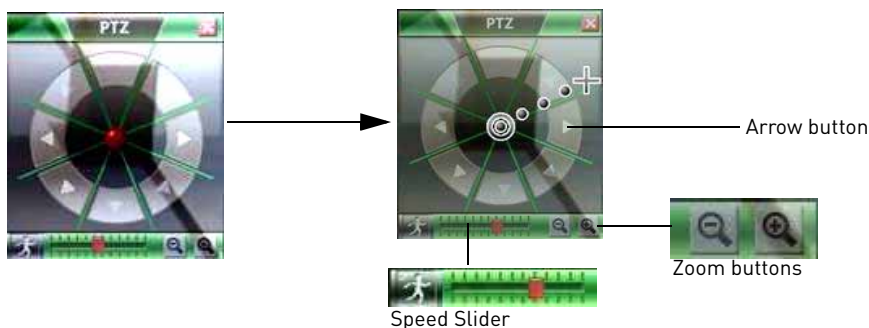 PTZ
PTZ
Arrow button
Zoom buttons
Speed Slider